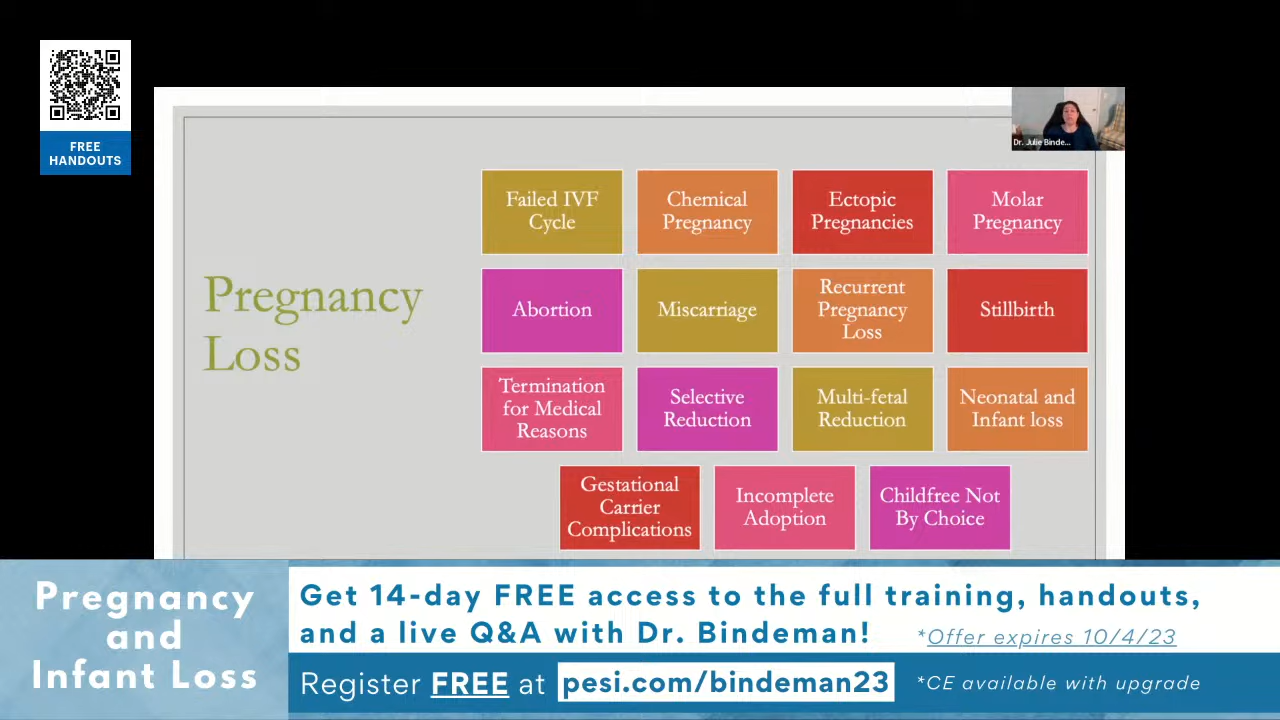 FREE
HANDOUTS
Dr. Julie Binde...
Pregnancy
Loss
Failed IVF
Cycle
Chemical
Pregnancy
Ectopic
Pregnancies
Molar
Pregnancy
Abortion
Miscarriage
Recurrent
Pregnancy
Loss
Stillbirth
Termination
for Medical
Reasons
Selective
Reduction
Multi-fetal
Reduction
Neonatal and
Infant loss
Gestational
Carrier
Complications
Incomplete
Adoption
Childfree Not
By Choice
Pregnancy
and
Infant Loss
Get 14-day FREE access to the full training, handouts,
and a live Q&A with Dr. Bindeman!
*Offer expires 10/4/23
Register FREE at pesi.com/bindeman23
*CE available with upgrade